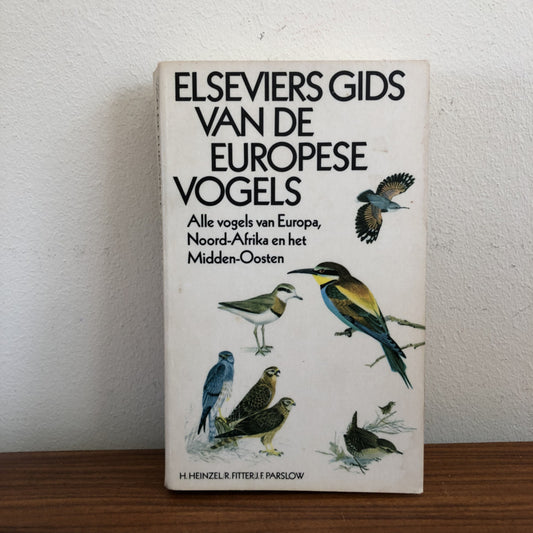 ELSEVIERS GIDS
VAN DE
EUROPESE
VOGELS
Alle vogels van Europa,
Noord-Afrika en het
Midden-Oosten
H. HEINZEL/R. FITTER/J.F. PARSLOW